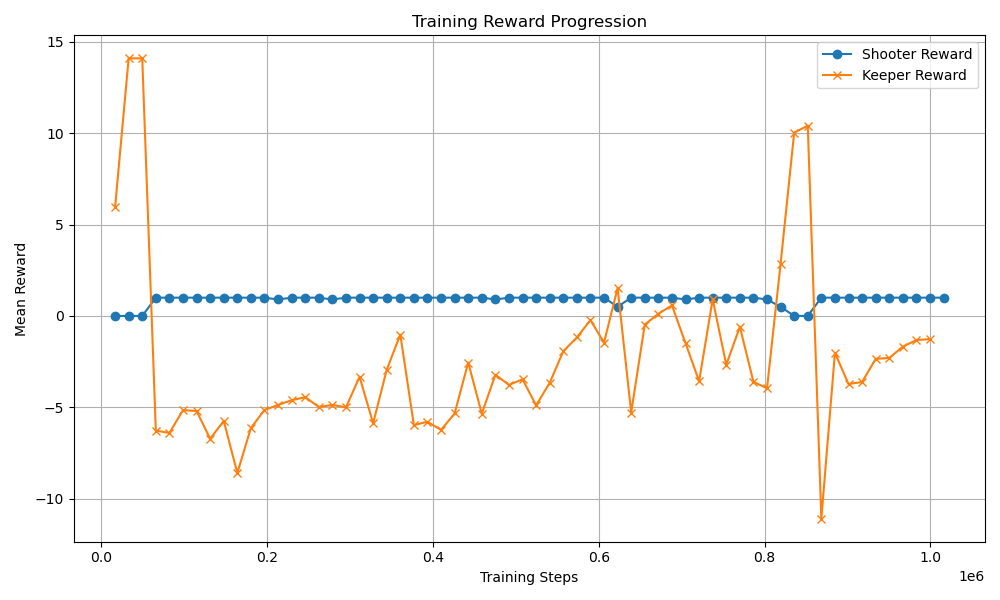 Training Reward Progression
Shooter Reward
Keeper Reward
Mean Reward
15
10
5
0
−5
−10
0.0
0.2
0.4
0.6
0.8
1.0
1e6
Training Steps